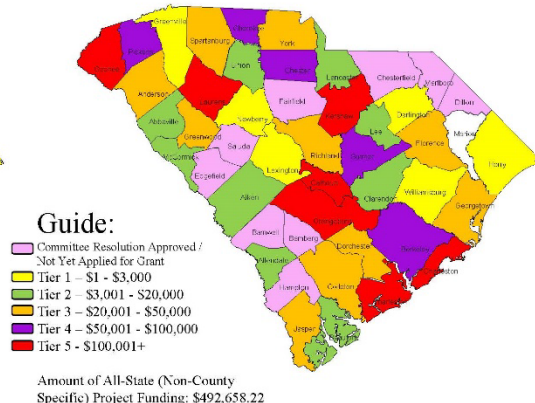 Greenville
Cherokee
Spartanburg
York
Pickens
Oconee
Union
Chester
Lancaster
Chesterfield
Marlboro
Dillon
Anderson
Laurens
Fairfield
Kershaw
Darlington
Marion
Abbeville
Greenwood
Newberry
Lee
Florence
Horry
McCormick
Saluda
Richland
Sumter
Edgefield
Lexington
Calhoun
Clarendon
Williamsburg
Aiken
Orangeburg
Georgetown
Barnwell
Bamberg
Dorchester
Berkeley
Charleston
Allendale
Colleton
Hampton
Jasper
Guide:
Committee Resolution Approved /
Not Yet Applied for Grant
Tier 1 – $1 - $3,000
Tier 2 – $3,001 - $20,000
Tier 3 – $20,001 - $50,000
Tier 4 – $50,001 - $100,000
Tier 5 - $100,001+
Amount of All-State (Non-County
Specific) Project Funding: $492,658.22